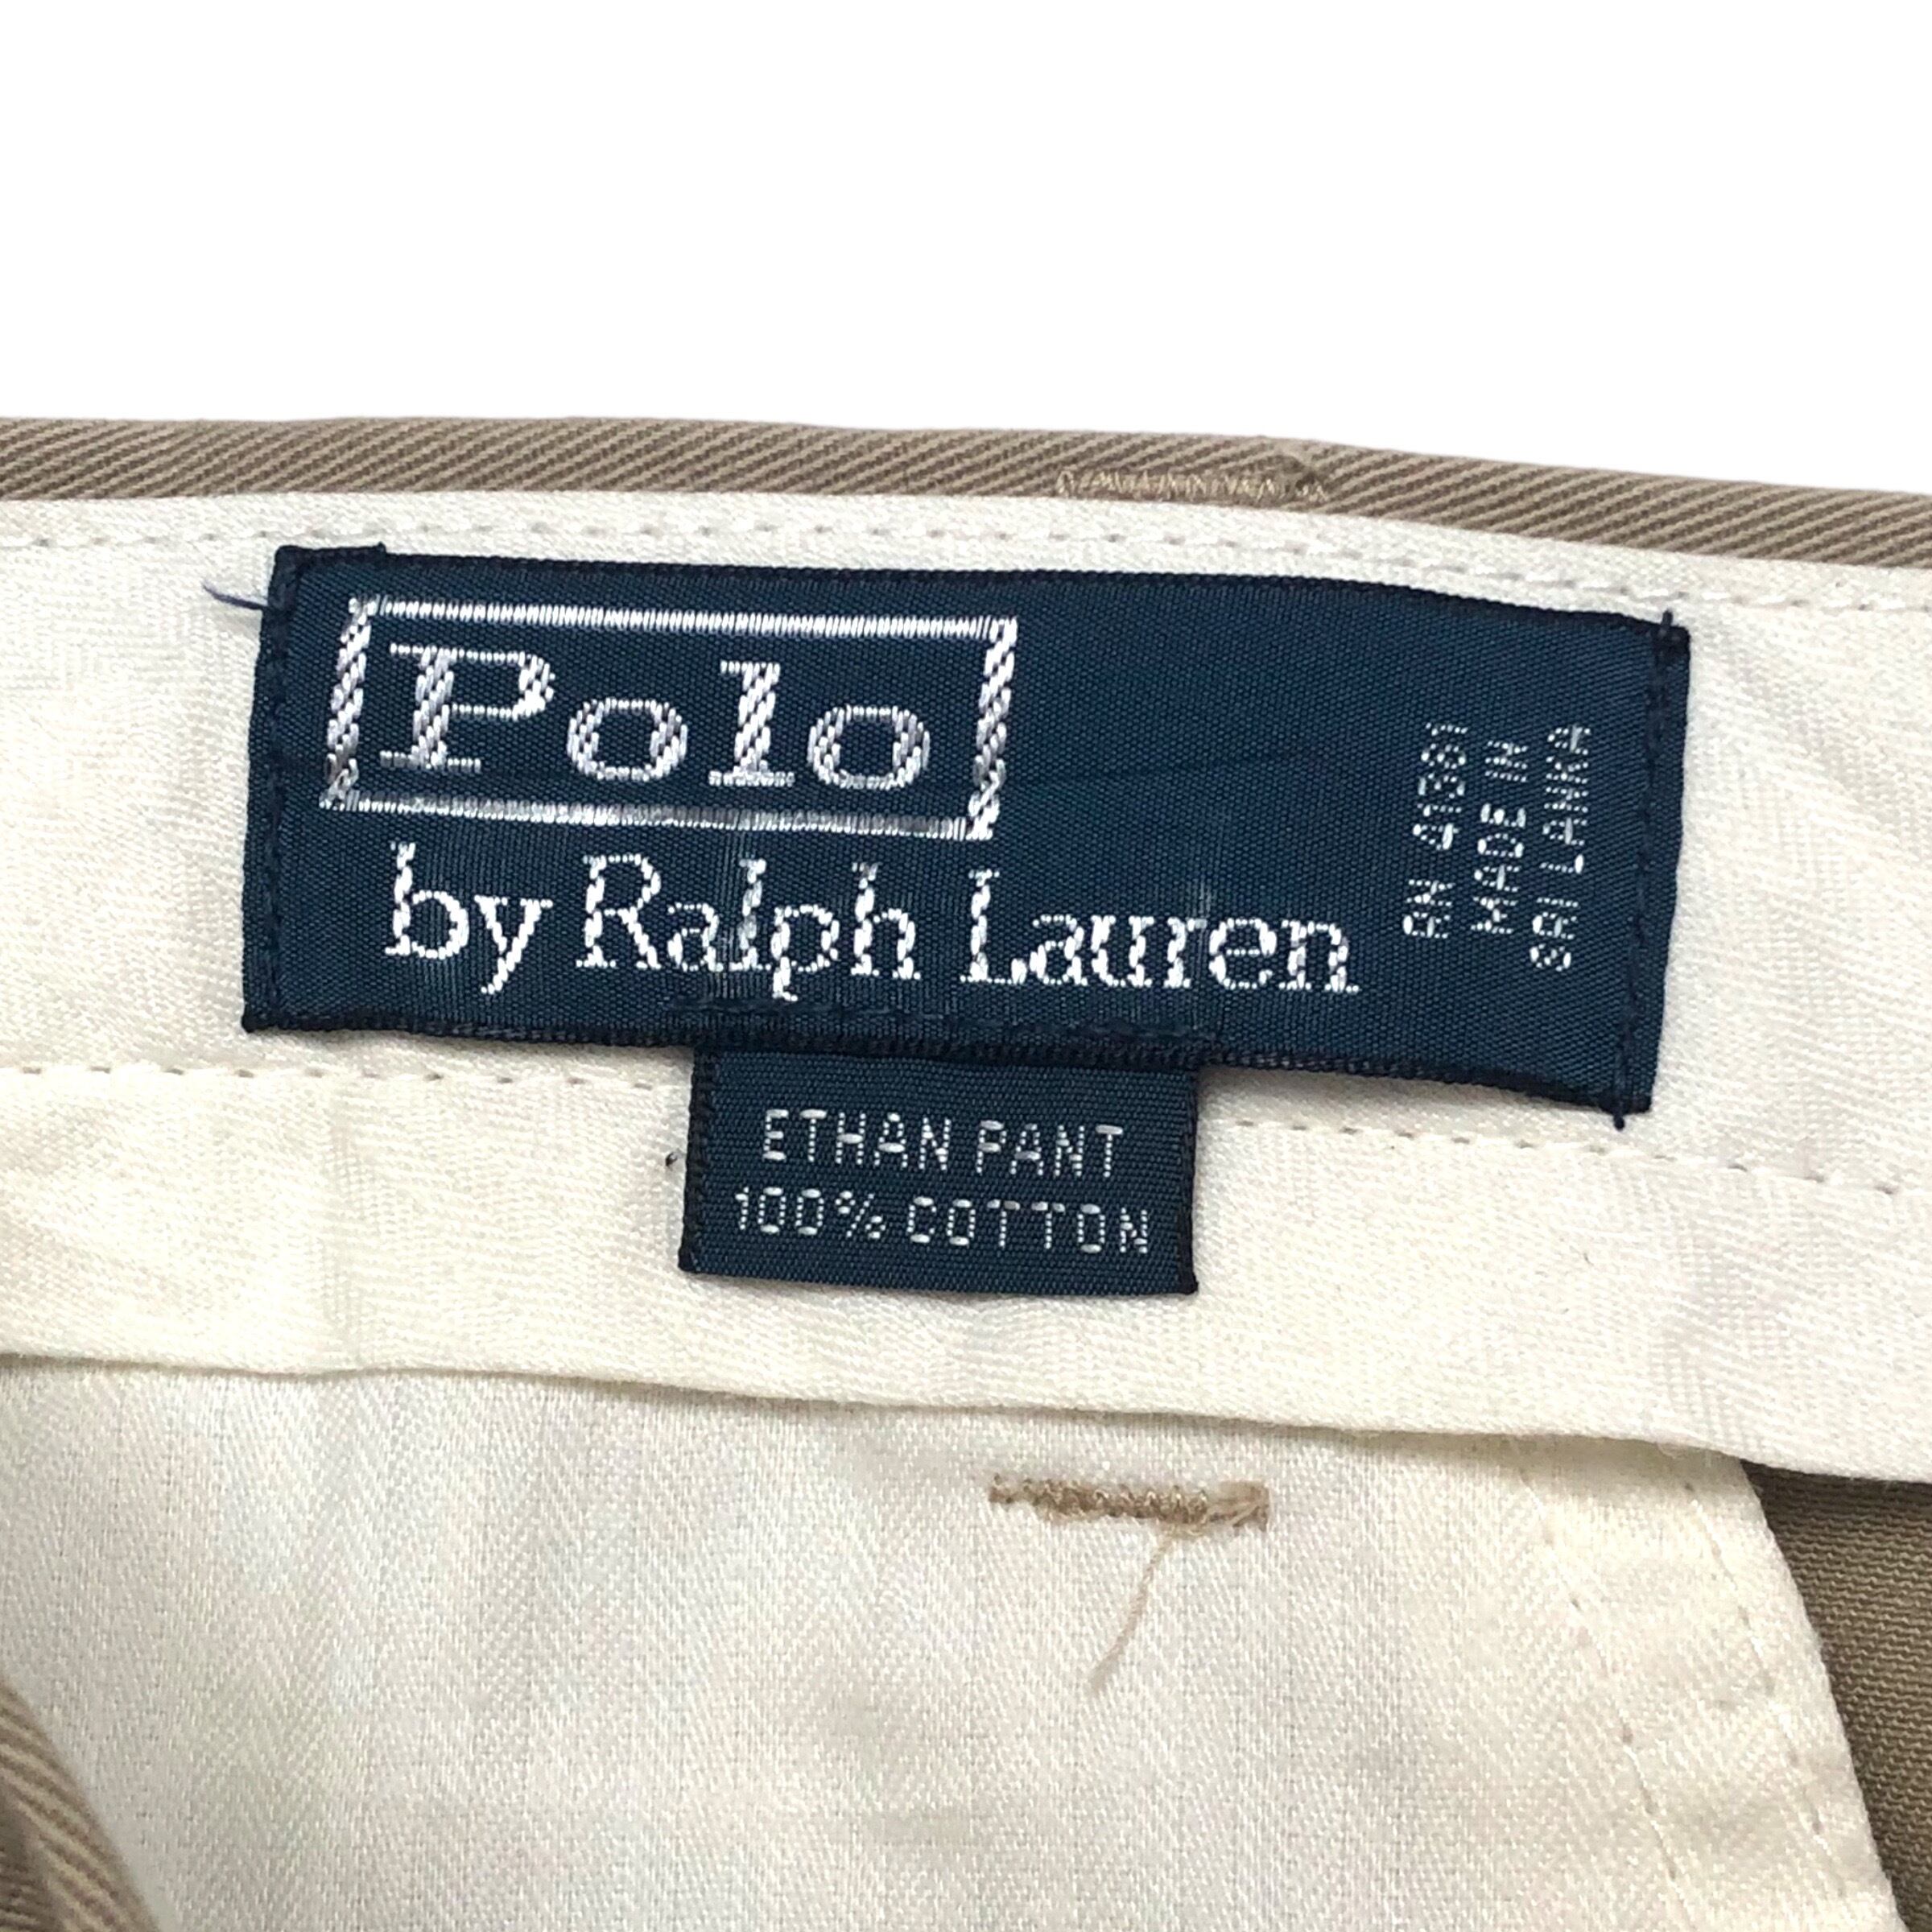 Polo
by Ralph Lauren
RN 41381
MADE IN
SRI LANKA
ETHAN PANT
100% COTTON